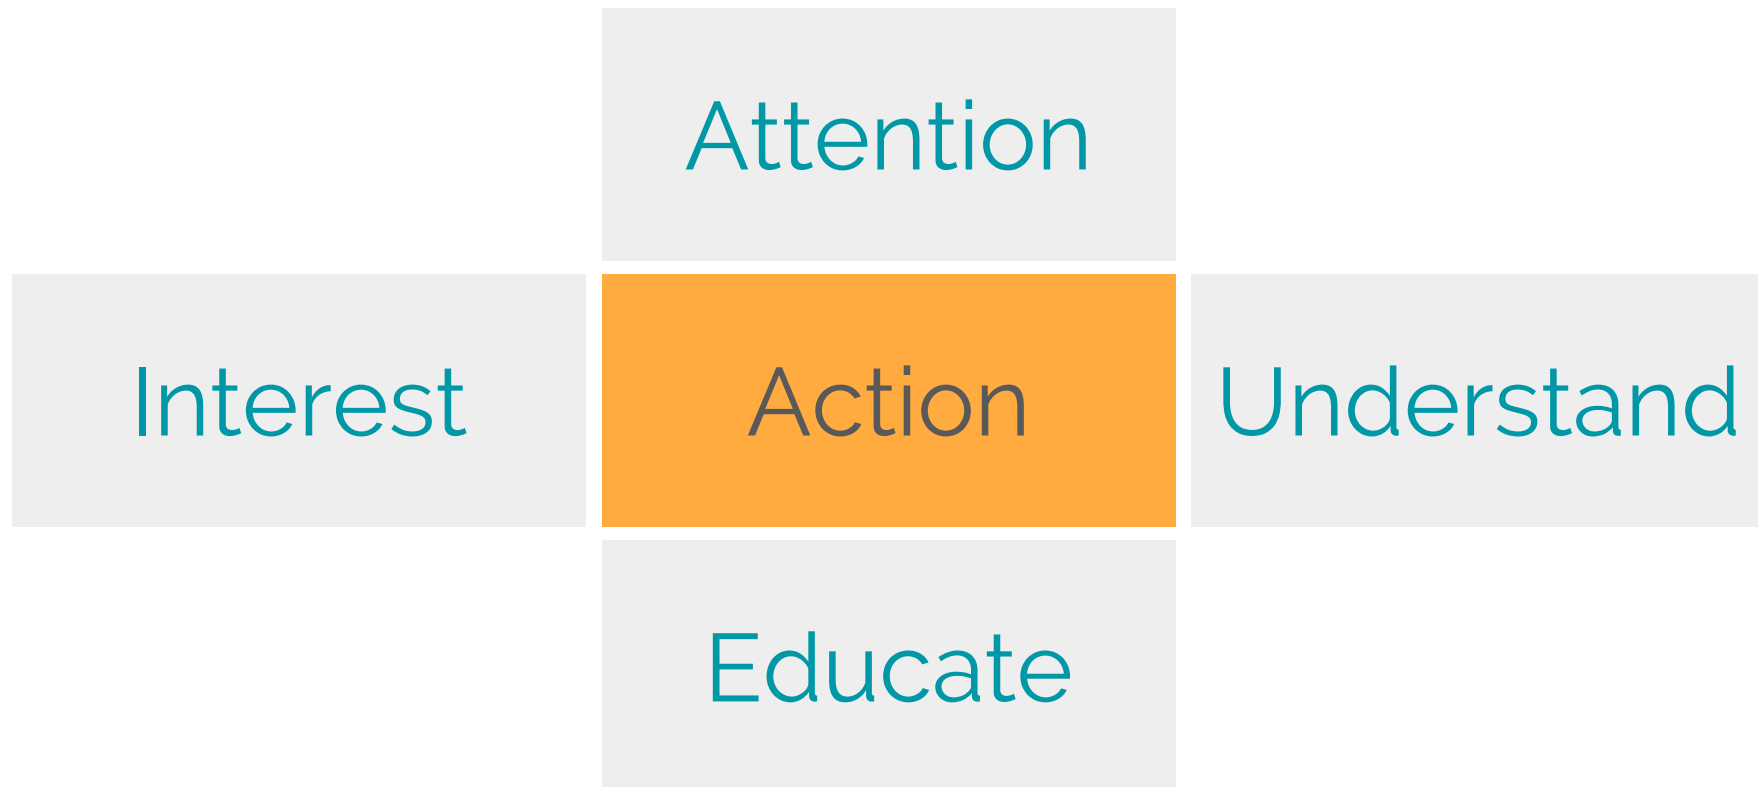 Attention
Interest
Action
Understand
Educate